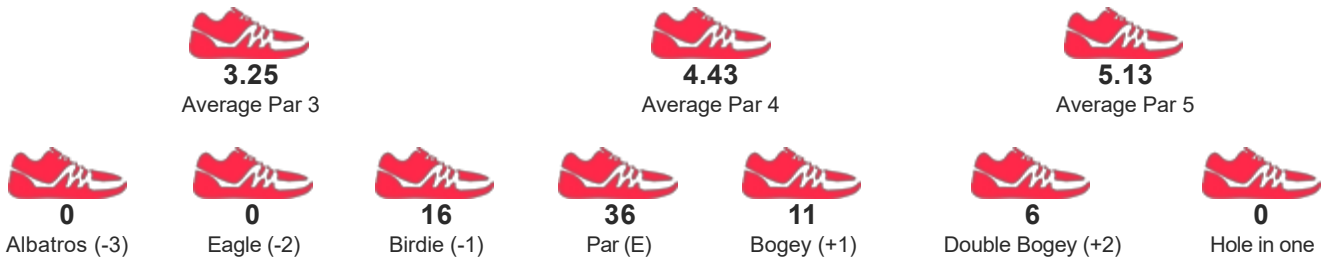 3.25
Average Par 3
4.43
Average Par 4
5.13
Average Par 5
0
Albatros (-3)
0
Eagle (-2)
16
Birdie (-1)
36
Par (E)
11
Bogey (+1)
6
Double Bogey (+2)
0
Hole in one